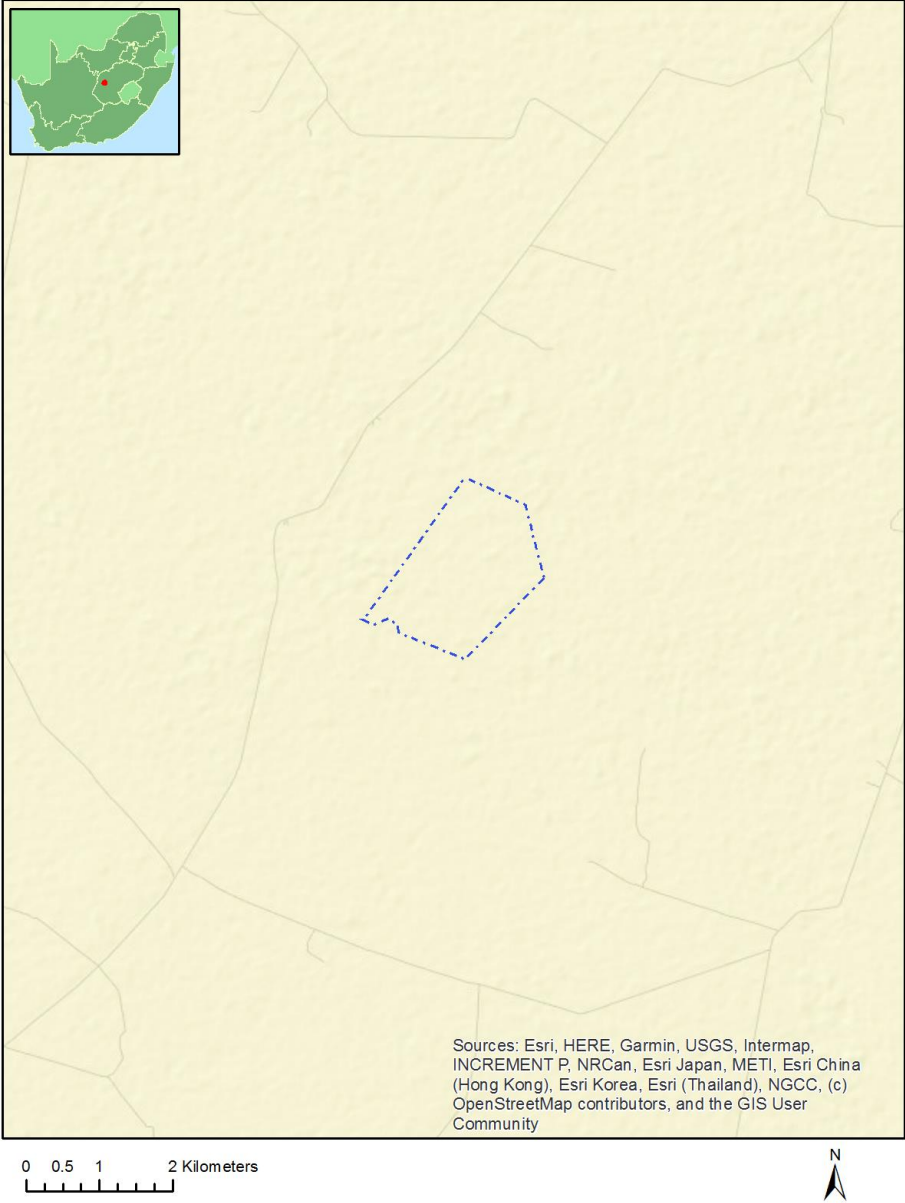 Sources: Esri, HERE, Garmin, USGS, Intermap,
INCREMENT P, NRCan, Esri Japan, METI, Esri China
(Hong Kong), Esri Korea, Esri (Thailand), NGCC, (c)
OpenStreetMap contributors, and the GIS User
Community
0 0.5 1 2 Kilometers
N